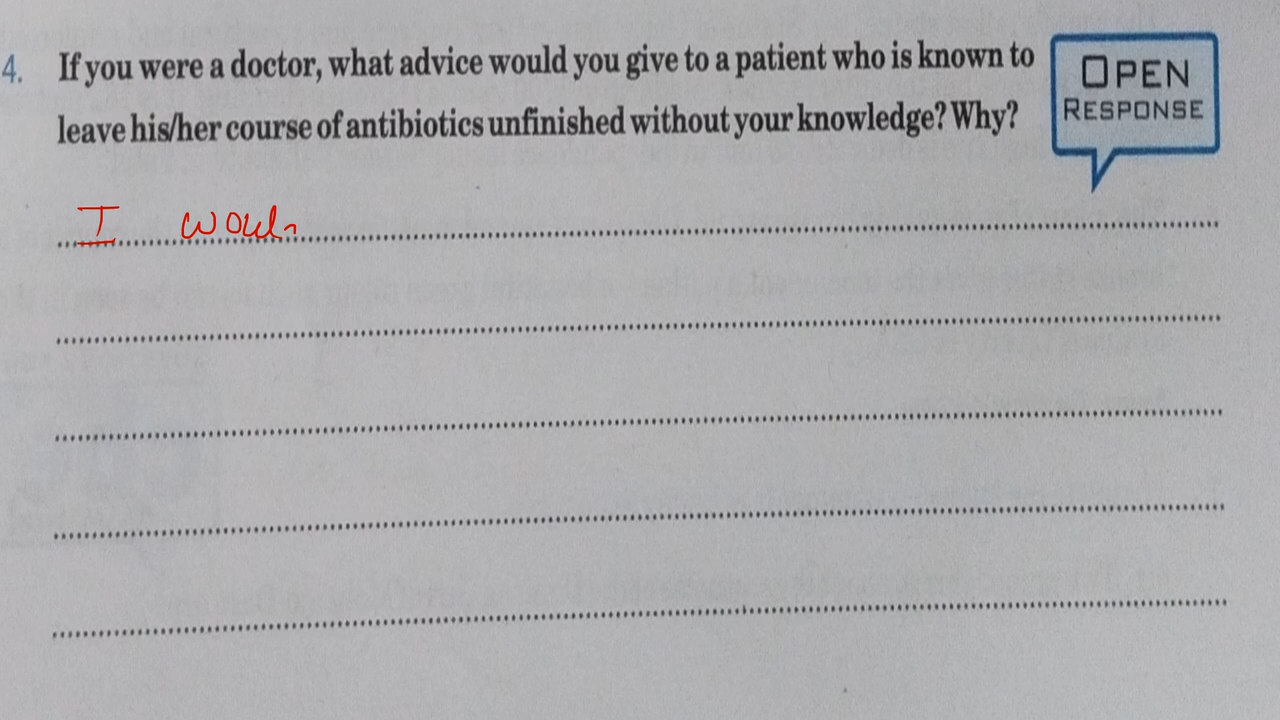 4. If you were a doctor, what advice would you give to a patient who is known to
leave his/her course of antibiotics unfinished without your knowledge? Why?
OPEN
RESPONSE
I